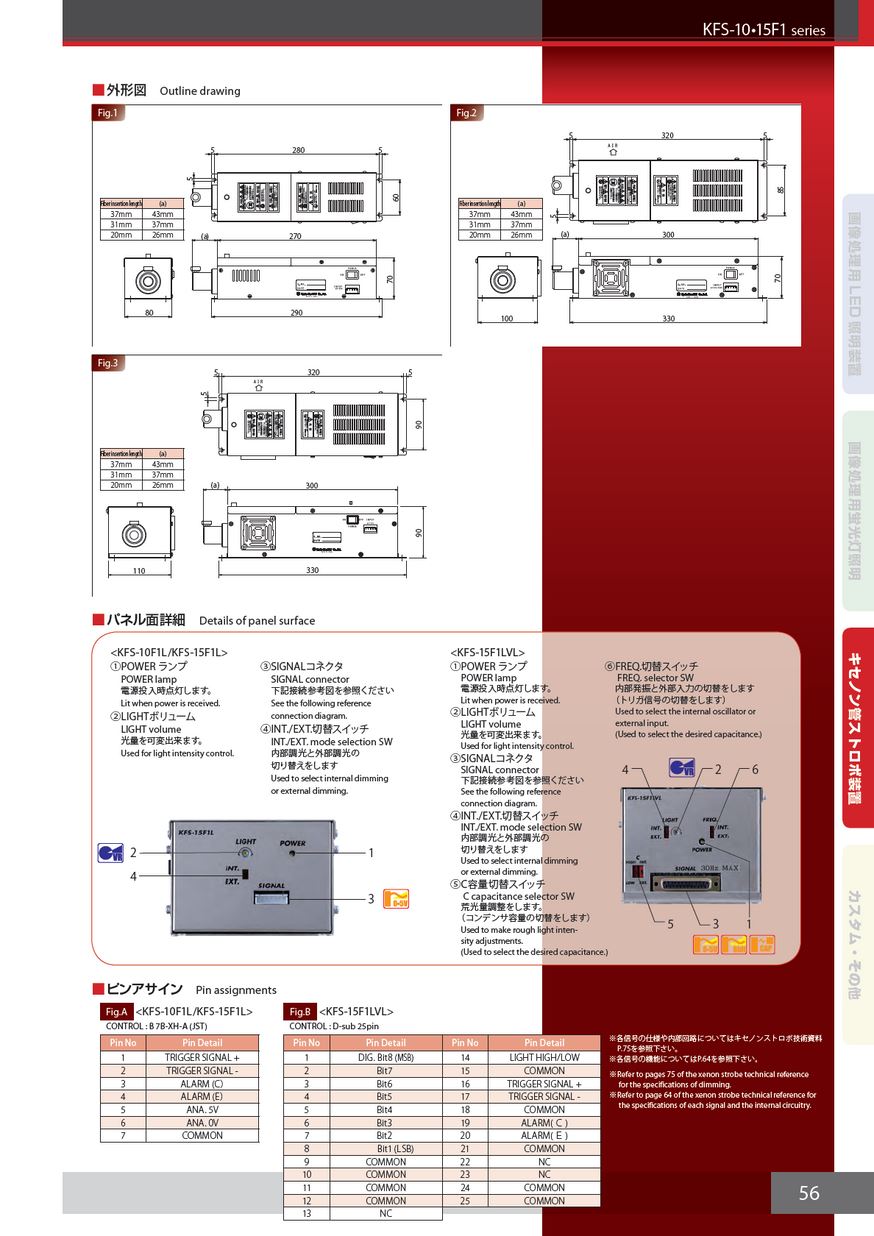 KFS-10•15F1 series
■外形図 Outline drawing
Fig.1
5 280 5
5
60
Fiber insertion length (a)
37mm 43mm
31mm 37mm
20mm 26mm
(a) 270
70
80
290
Fig.2
5 320 5
AIR
85
5
Fiber insertion length (a)
37mm 43mm
31mm 37mm
20mm 26mm
(a) 300
70
100
330
Fig.3
5 320 5
AIR
5
90
Fiber insertion length (a)
37mm 43mm
31mm 37mm
20mm 26mm
(a) 300
90
110
330
■パネル面詳細 Details of panel surface
<KFS-10F1L/KFS-15F1L>
①POWER ランプ
POWER lamp
電源投入時点灯します。
Lit when power is received.
②LIGHTボリューム
LIGHT volume
光量を可変出来ます。
Used for light intensity control.
③SIGNALコネクタ
SIGNAL connector
下記接続参考図を参照ください
See the following reference
connection diagram.
④INT./EXT.切替スイッチ
INT./EXT. mode selection SW
内部調光と外部調光の
切り替えをします
Used to select internal dimming
or external dimming.
KFS-15F1L
LIGHT POWER
INT.
EXT.
SIGNAL
VR 2
4
1
3
0-5V
<KFS-15F1LVL>
①POWER ランプ
POWER lamp
電源投入時点灯します。
Lit when power is received.
②LIGHTボリューム
LIGHT volume
光量を可変出来ます。
Used for light intensity control.
③SIGNALコネクタ
SIGNAL connector
下記接続参考図を参照ください
See the following reference
connection diagram.
④INT./EXT.切替スイッチ
INT./EXT. mode selection SW
内部調光と外部調光の
切り替えをします
Used to select internal dimming
or external dimming.
⑤C容量切替スイッチ
C capacitance selector SW
荒光量調整をします。
（コンデンサ容量の切替をします）
Used to make rough light inten-
sity adjustments.
(Used to select the desired capacitance.)
⑥FREQ.切替スイッチ
FREQ. selector SW
内部発振と外部入力の切替をします
（トリガ信号の切替をします）
Used to select the internal oscillator or
external input.
(Used to select the desired capacitance.)
4 VR 2 6
KFS-15F1LVL
LIGHT FREQ.
INT. INT.
EXT. EXT.
POWER
C
SIGNAL 30Hz MAX
5 3 1
■ピンアサイン Pin assignments
Fig.A <KFS-10F1L/KFS-15F1L>
CONTROL : B 7B-XH-A (JST)
Pin No Pin Detail
1 TRIGGER SIGNAL +
2 TRIGGER SIGNAL -
3 ALARM (C)
4 ALARM (E)
5 ANA. 5V
6 ANA. 0V
7 COMMON
Fig.B <KFS-15F1LVL>
CONTROL : D-sub 25pin
Pin No Pin Detail Pin No Pin Detail
1 DIG. Bit8 (MSB) 14 LIGHT HIGH/LOW
2 Bit7 15 COMMON
3 Bit6 16 TRIGGER SIGNAL +
4 Bit5 17 TRIGGER SIGNAL -
5 Bit4 18 COMMON
6 Bit3 19 ALARM( C )
7 Bit2 20 ALARM( E )
8 Bit1 (LSB) 21 COMMON
9 COMMON 22 NC
10 COMMON 23 NC
11 COMMON 24 COMMON
12 COMMON 25 COMMON
13 NC
※各信号の仕様や内部回路についてはキセノンストロボ技術資料
P.75を参照下さい。
※各信号の機能についてはP.64を参照下さい。
※Refer to pages 75 of the xenon strobe technical reference
for the specifications of dimming.
※Refer to page 64 of the xenon strobe technical reference for
the specifications of each signal and the internal circuitry.
画像処理用 LED 照明装置
画像処理用蛍光灯照明
キセノン管ストロボ装置
カスタム・その他
56